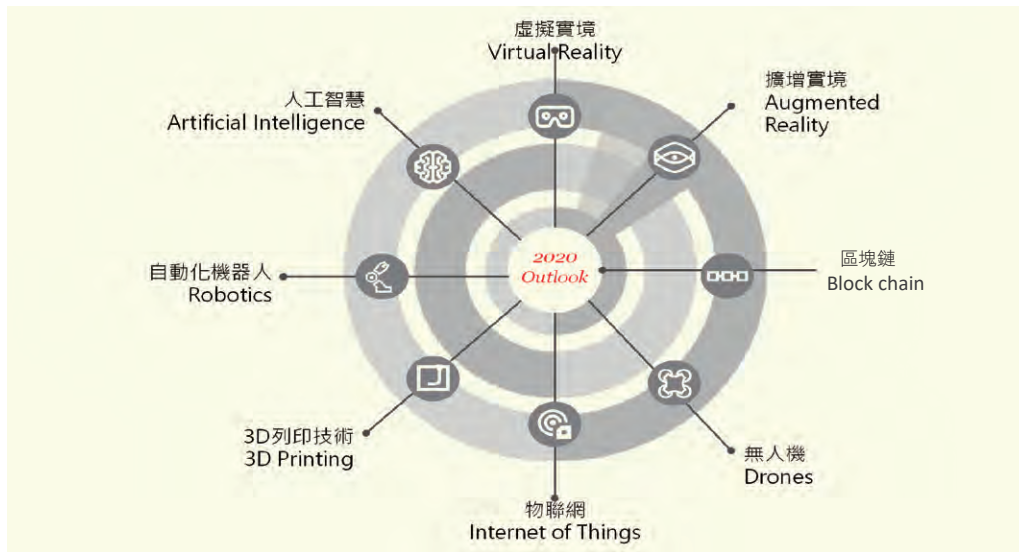 虛擬實境
Virtual Reality
擴增實境
Augmented
Reality
人工智慧
Artificial Intelligence
2020
Outlook
區塊鏈
Block chain
自動化機器人
Robotics
3D列印技術
3D Printing
無人機
Drones
物聯網
Internet of Things